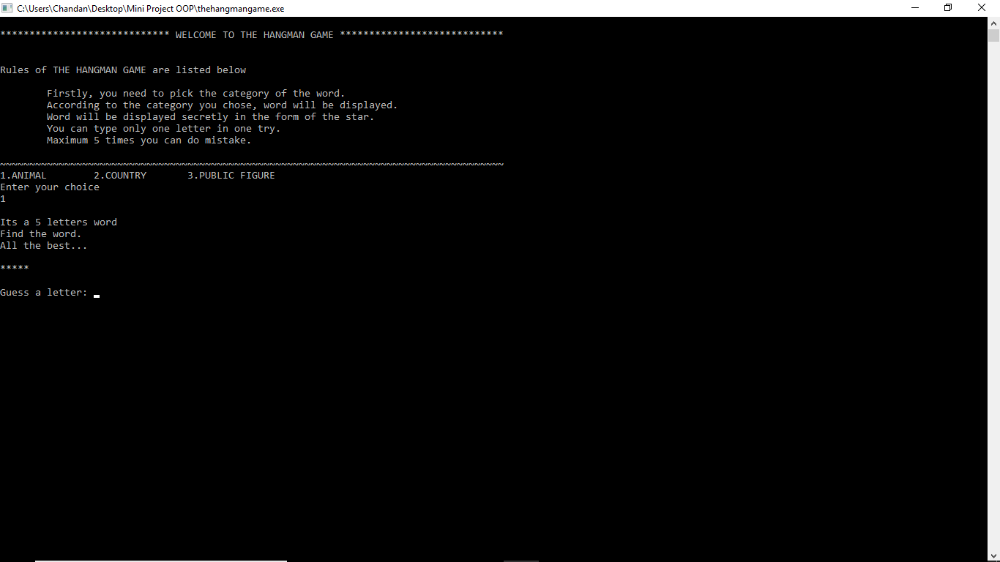 C:\Users\Chandan\Desktop\Mini Project OOP\thehangmangame.exe
***************************** WELCOME TO THE HANGMAN GAME ****************************
Rules of THE HANGMAN GAME are listed below
Firstly, you need to pick the category of the word.
According to the category you chose, word will be displayed.
Word will be displayed secretly in the form of the star.
You can type only one letter in one try.
Maximum 5 times you can do mistake.
~~~~~~~~~~~~~~~~~~~~~~~~~~~~~~~~~~~~~~~~~~~~~~~~~~~~~~~~~~~~~~~~~~~~~~~~~~~~~~~~~~~~~~
1.ANIMAL        2.COUNTRY       3.PUBLIC FIGURE
Enter your choice
1
Its a 5 letters word
Find the word.
All the best...
*****
Guess a letter: